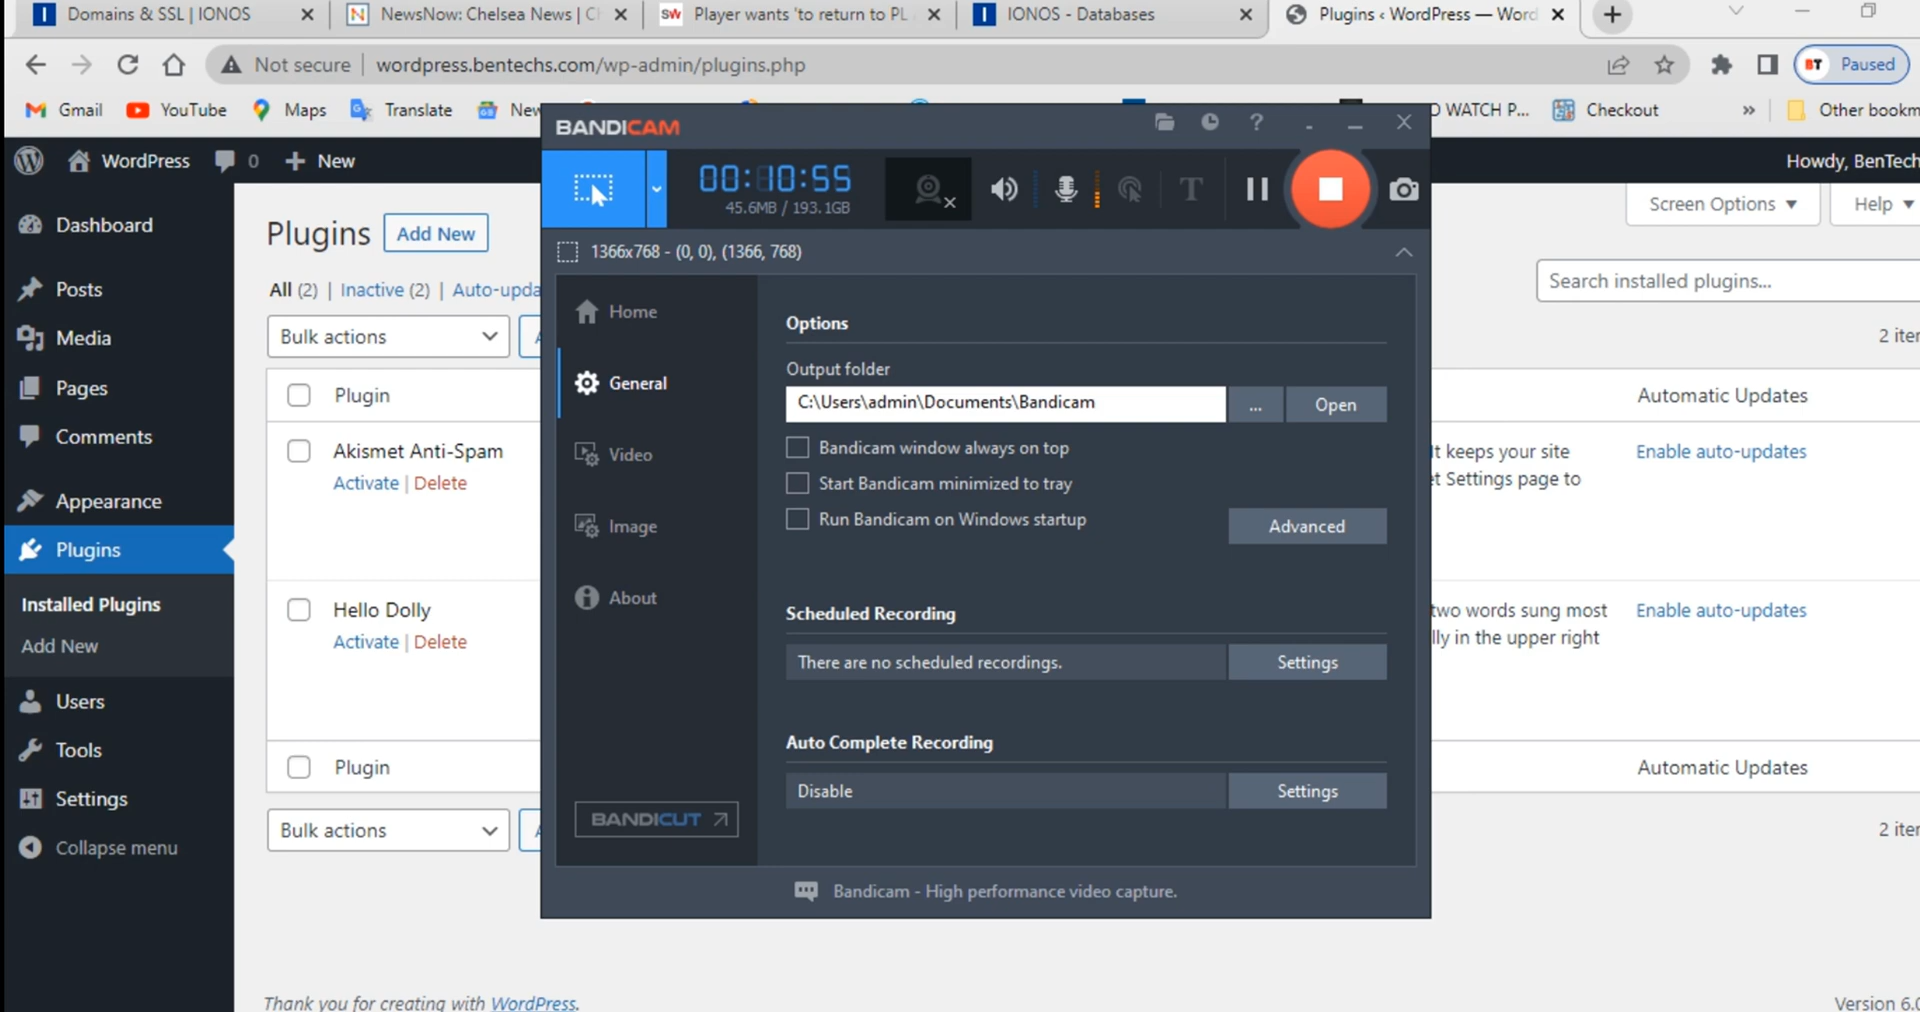 Domains & SSL | IONOS
NewsNow: Chelsea News | C
Player wants 'to return to PL
IONOS - Databases
Plugins ‹ WordPress — Word
Not secure | wordpress.bentechs.com/wp-admin/plugins.php
BT Paused
Gmail
YouTube
Maps
Translate
New
O WATCH P...
Checkout
»
Other bookm
WordPress
0
+ New
Howdy, BenTech
BANDICAM
00:10:55
45.6MB / 193.1GB
1366x768 - (0, 0), (1366, 768)
Dashboard
Posts
Media
Pages
Comments
Appearance
Plugins
Installed Plugins
Add New
Users
Tools
Settings
Collapse menu
Plugins
Add New
Screen Options
Help
All (2) | Inactive (2) | Auto-upda
Search installed plugins...
Bulk actions
2 iter
Plugin
Automatic Updates
Akismet Anti-Spam
Activate | Delete
It keeps your site
et Settings page to
Enable auto-updates
Hello Dolly
Activate | Delete
two words sung most
lly in the upper right
Enable auto-updates
Plugin
Automatic Updates
Bulk actions
2 iter
Home
General
Video
Image
About
BANDICUT
Options
Output folder
C:\Users\admin\Documents\Bandicam
...
Open
Bandicam window always on top
Start Bandicam minimized to tray
Run Bandicam on Windows startup
Advanced
Scheduled Recording
There are no scheduled recordings.
Settings
Auto Complete Recording
Disable
Settings
Bandicam - High performance video capture.
Thank you for creating with WordPress.
Version 6.0